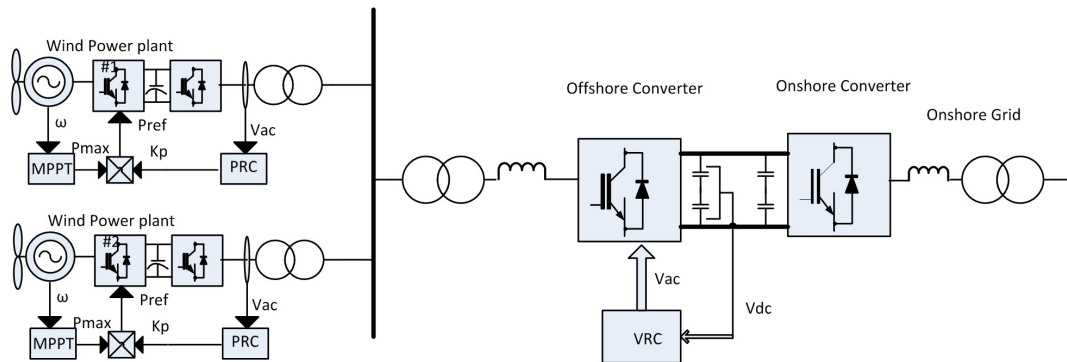 Wind Power plant
#1
ω
Pref
Vac
MPPT
Pmax
Kp
PRC
Wind Power plant
#2
ω
Pref
Vac
MPPT
Pmax
Kp
PRC
Offshore Converter
Onshore Converter
Onshore Grid
Vac
Vdc
VRC